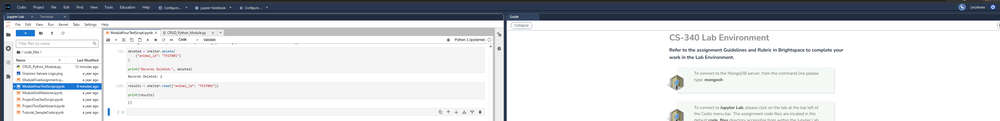 Codio Project File Edit Find View Tools Education Help Configure.... Jupyter Notebook Configure.... DNORMAN
Jupyter Lab × Terminal ×
Guide
File Edit View Run Kernel Tabs Settings Help
Collapse
ModuleFourTestScript.ipynb × CRUD_Python_Module.py × +
Code Validate Python 3 (ipykernel)
Filter files by name
/ code_files /
Name Last Modified
CRUD_Python_Module.py 12 minutes ago
Grazioso Salvare Logo.png a year ago
ModuleFiveAssignment.ip... a year ago
ModuleFourTestScript.ipynb 9 minutes ago
ModuleSixMilestone.ipynb a year ago
ProjectOneTestScript.ipynb a year ago
ProjectTwoDashboard.ipynb a year ago
Tutorial_SampleCode.ipynb a year ago
[9]: deleted = shelter.delete(
{"animal_id": "TEST001"}
)
print("Records Deleted:", deleted)
Records Deleted: 2
[10]: results = shelter.read({"animal_id": "TEST001"})
print(results)
[]
[ ]:
CS-340 Lab Environment
Refer to the assignment Guidelines and Rubric in Brightspace to complete your
work in the Lab Environment.
To connect to the MongoDB server, from the command line please
type: mongosh
To connect to Jupyter Lab, please click on the tab at the top left of
the Codio menu bar. The assignment code files are located in the
default code_files directory accessible from within the Jupyter Lab